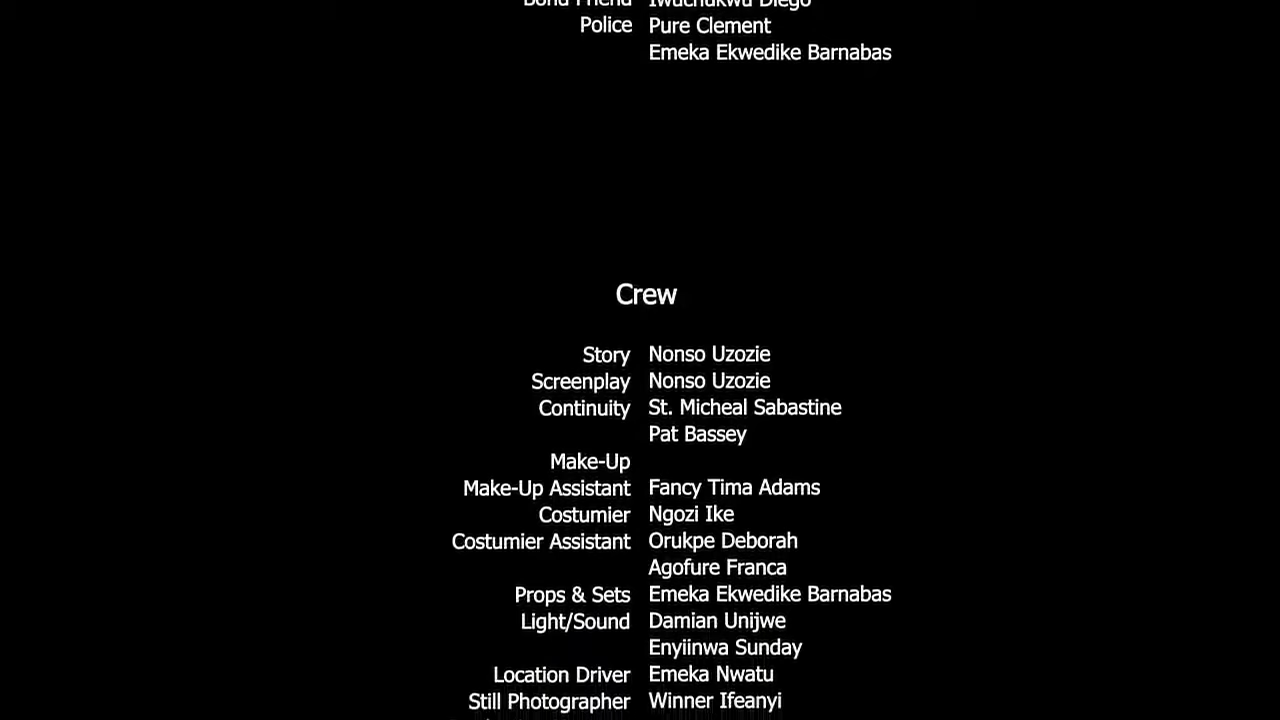 Iwuchukwu Diego
Police Pure Clement
Emeka Ekwedike Barnabas
Crew
Story Nonso Uzozie
Screenplay Nonso Uzozie
Continuity St. Micheal Sabastine
Pat Bassey
Make-Up
Make-Up Assistant Fancy Tima Adams
Costumier Ngozi Ike
Costumier Assistant Orukpe Deborah
Agofure Franca
Props & Sets Emeka Ekwedike Barnabas
Light/Sound Damian Unijwe
Enyiinwa Sunday
Location Driver Emeka Nwatu
Still Photographer Winner Ifeanyi